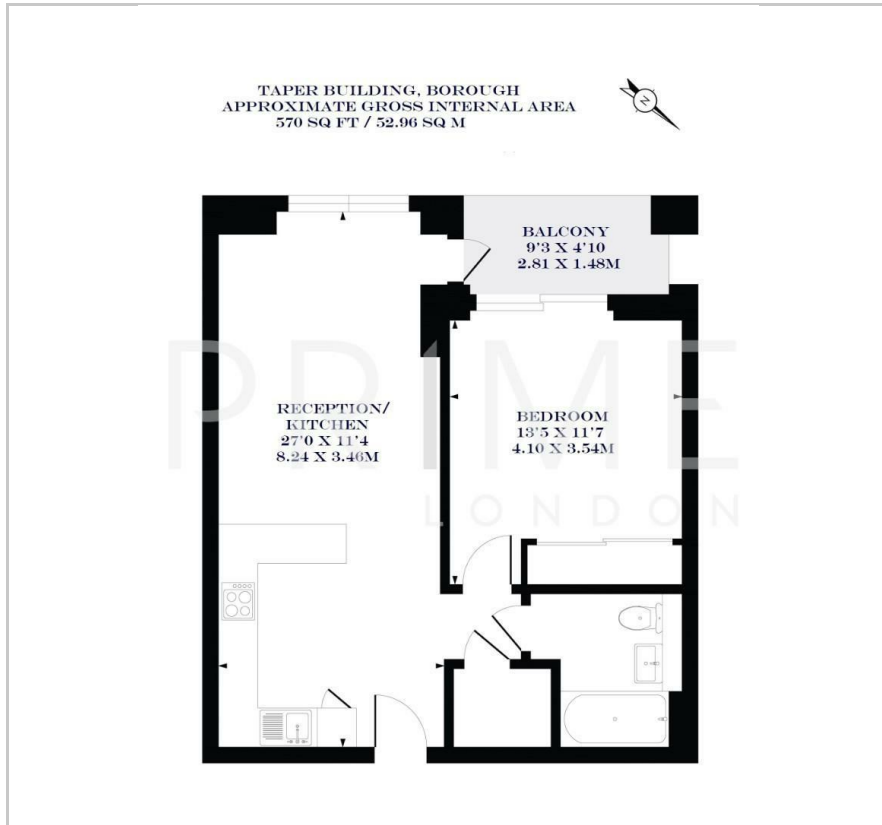 TAPER BUILDING, BOROUGH
APPROXIMATE GROSS INTERNAL AREA
570 SQ FT / 52.96 SQ M
N
BALCONY
9'3 X 4'10
2.81 X 1.48M
PRIME
LONDON
RECEPTION/
KITCHEN
27'0 X 11'4
8.24 X 3.46M
BEDROOM
13'5 X 11'7
4.10 X 3.54M